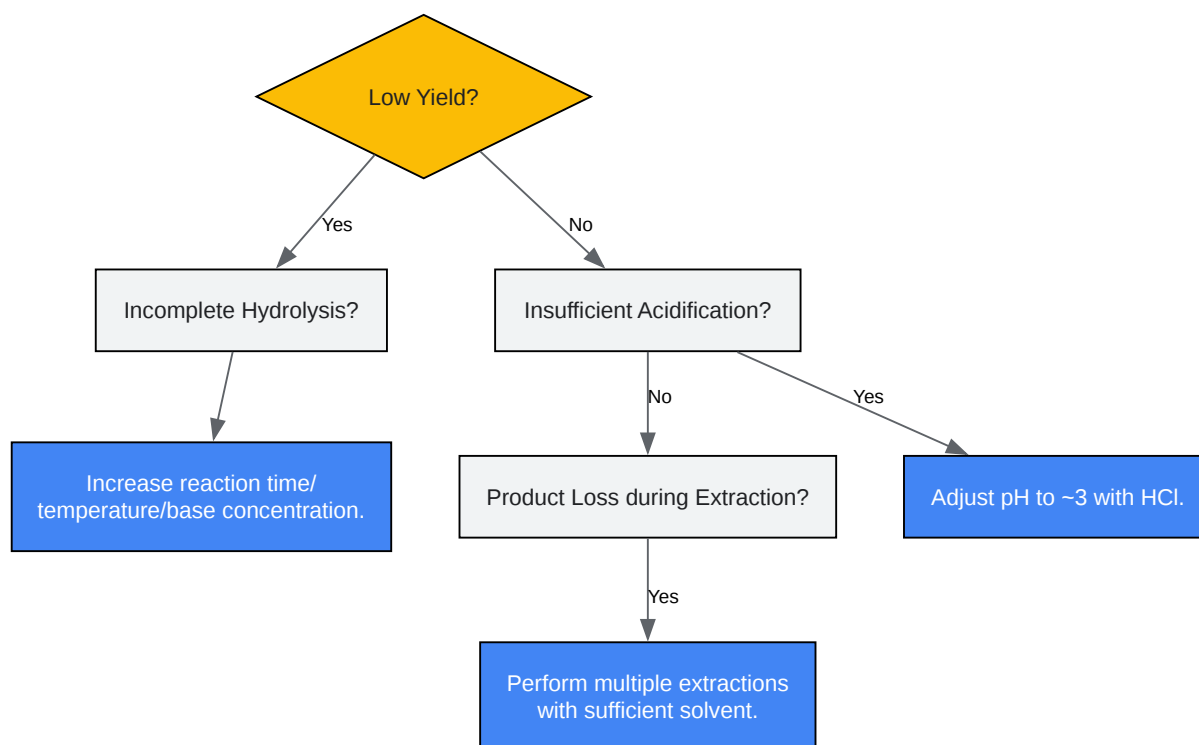 Low Yield?
Yes
No
Incomplete Hydrolysis?
Insufficient Acidification?
No
Yes
Increase reaction time/
temperature/base concentration.
Product Loss during Extraction?
Adjust pH to ~3 with HCl.
Yes
Perform multiple extractions
with sufficient solvent.